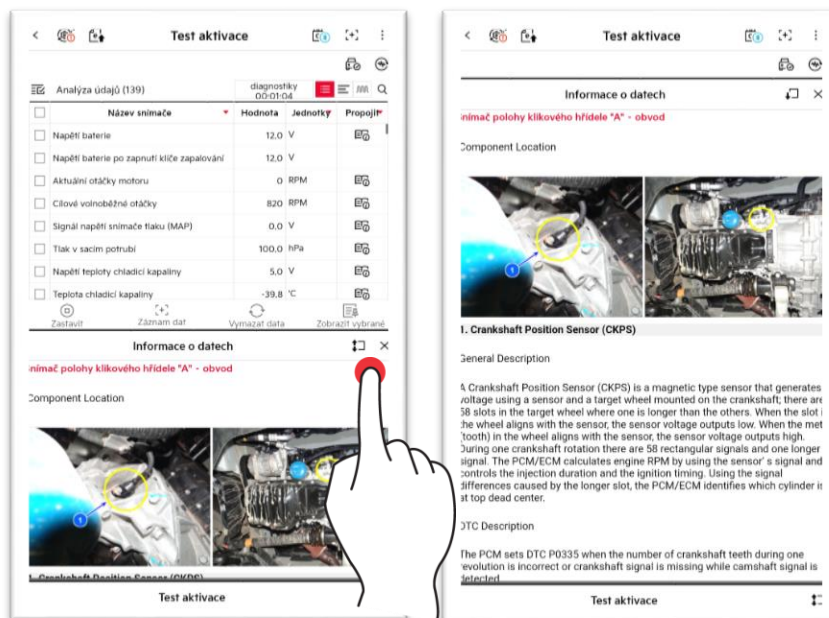 Test aktivace
Analýza údajů (139)
diagnostiky
00:01:04
Název snímače
Hodnota
Jednotky
Propojit
Napětí baterie
12,0
V
Napětí baterie po zapnutí klíče zapalování
12,0
V
Aktuální otáčky motoru
0
RPM
Cílové volnoběžné otáčky
820
RPM
Signál napětí snímače tlaku (MAP)
0,0
V
Tlak v sacím potrubí
100,0
hPa
Napětí teploty chladicí kapaliny
5,0
V
Teplota chladicí kapaliny
-39,8
°C
Zastavit
Záznam dat
Vymazat data
Zobrazit vybrané
Informace o datech
nímač polohy klikového hřídele "A" - obvod
Component Location
1
1. Crankshaft Position Sensor (CKPS)
Test aktivace
Test aktivace
Informace o datech
nímač polohy klikového hřídele "A" - obvod
Component Location
1
1. Crankshaft Position Sensor (CKPS)
General Description
A Crankshaft Position Sensor (CKPS) is a magnetic type sensor that generates
voltage using a sensor and a target wheel mounted on the crankshaft; there are
58 slots in the target wheel where one is longer than the others. When the slot i
the wheel aligns with the sensor, the sensor voltage outputs low. When the met
(tooth) in the wheel aligns with the sensor, the sensor voltage outputs high.
During one crankshaft rotation there are 58 rectangular signals and one longer
signal. The PCM/ECM calculates engine RPM by using the sensor' s signal and
controls the injection duration and the ignition timing. Using the signal
differences caused by the longer slot, the PCM/ECM identifies which cylinder is
at top dead center.
DTC Description
The PCM sets DTC P0335 when the number of crankshaft teeth during one
revolution is incorrect or crankshaft signal is missing while camshaft signal is
detected
Test aktivace